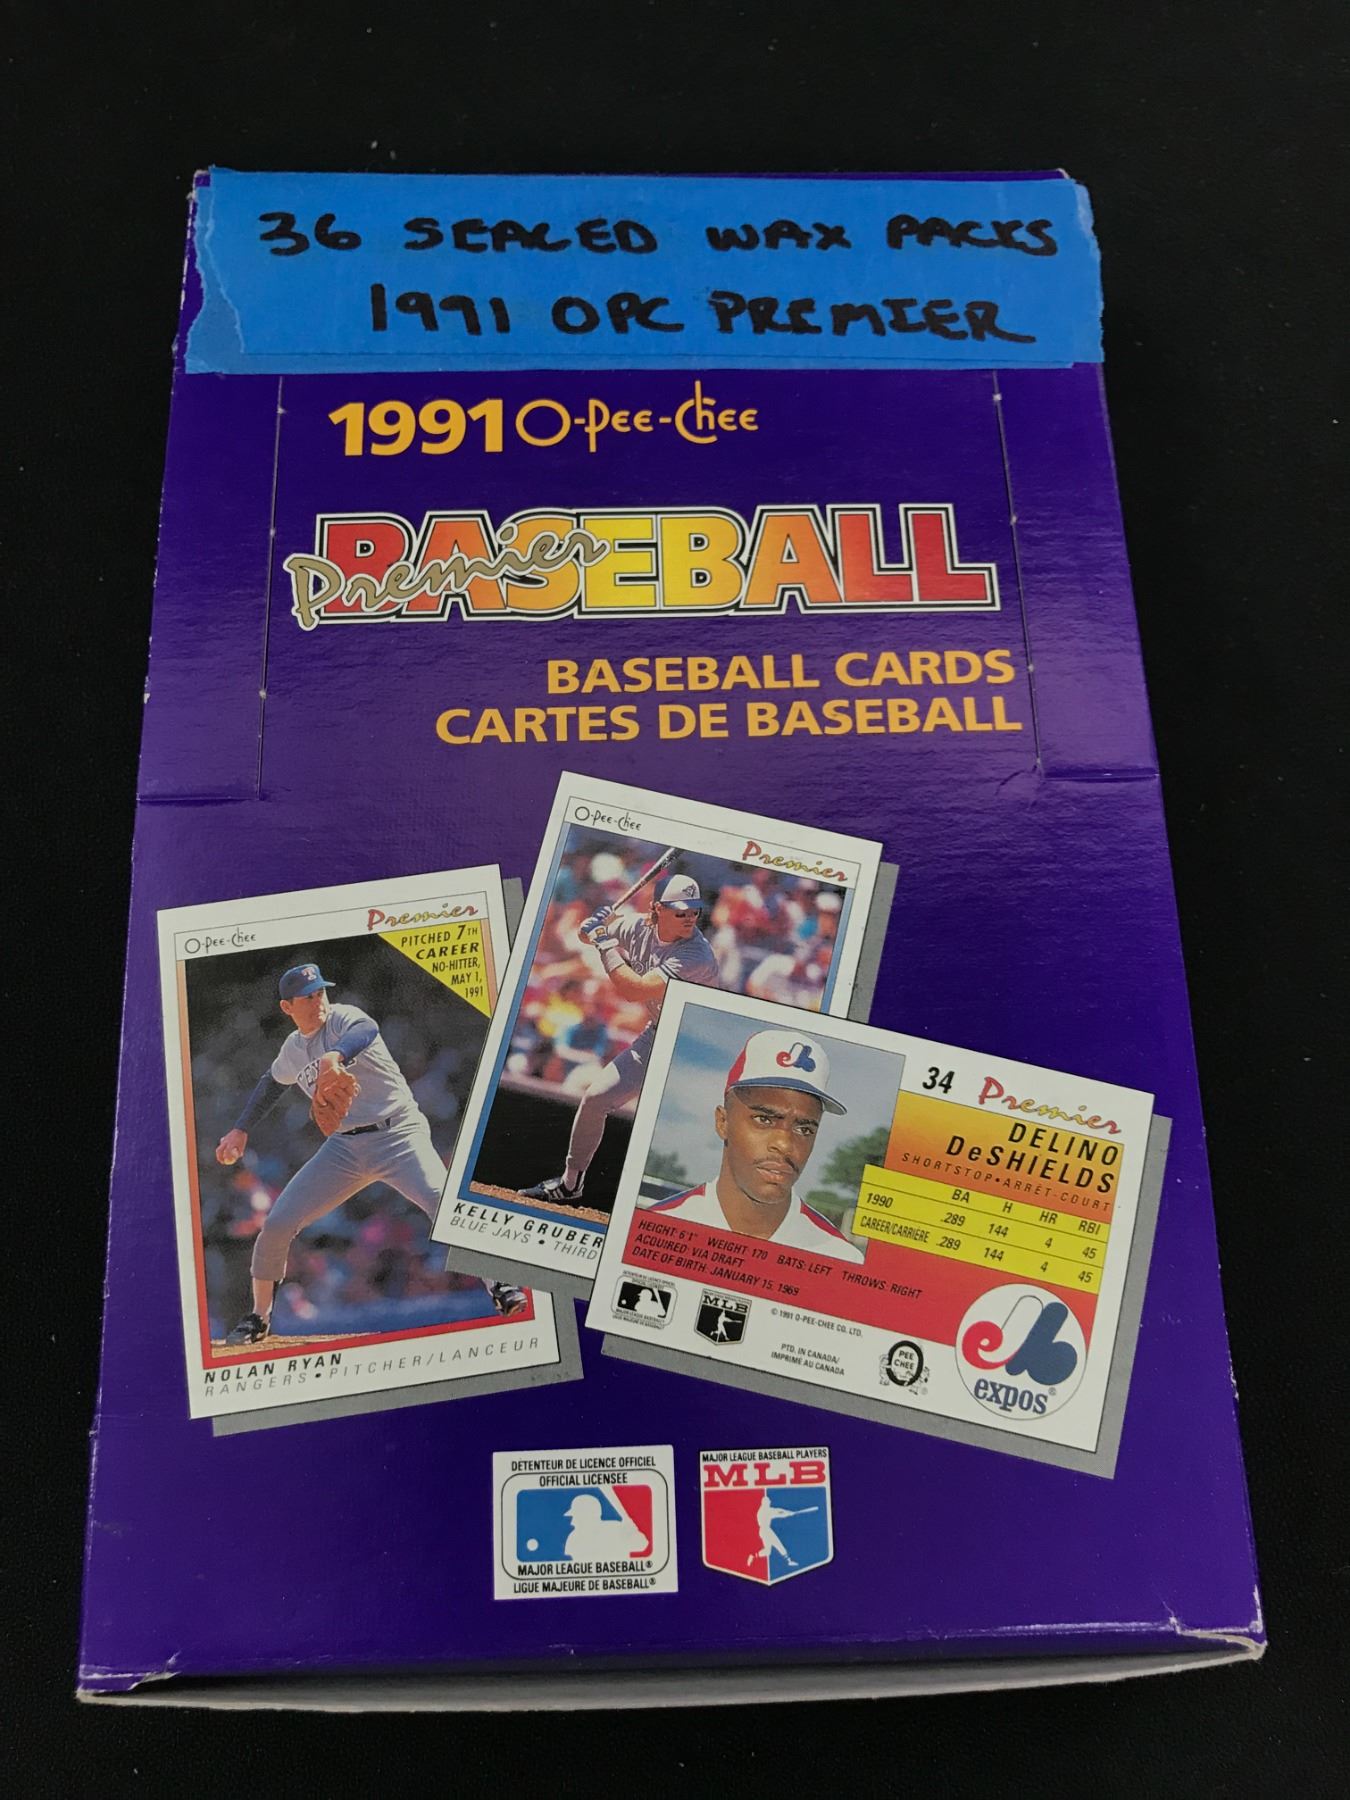 36 SEALED WAX PACKS
1991 OPC PREMIER
1991 O-Pee-Chee
Premier BASEBALL
BASEBALL CARDS
CARTES DE BASEBALL
O-Pee-Chee Premier
PITCHED 7TH
CAREER
NO-HITTER,
MAY 1,
1991
NOLAN RYAN
RANGERS • PITCHER/LANCEUR
O-Pee-Chee Premier
KELLY GRUBER
BLUE JAYS • THIRD
34 Premier
DELINO
DeSHIELDS
SHORTSTOP • ARRÊT-COURT
BA H HR RBI
1990 .289 144 4 45
CAREER/CARRIÈRE .289 144 4 45
HEIGHT: 6'1" WEIGHT: 170 BATS: LEFT THROWS: RIGHT
ACQUIRED: VIA DRAFT
DATE OF BIRTH: JANUARY 15, 1969
MLB
© 1991 O-PEE-CHEE CO. LTD.
PTD. IN CANADA/
IMPRIMÉ AU CANADA
PEE
CHEE
expos®
DÉTENTEUR DE LICENCE OFFICIEL
OFFICIAL LICENSEE
MAJOR LEAGUE BASEBALL®
LIGUE MAJEURE DE BASEBALL®
MAJOR LEAGUE BASEBALL PLAYERS
MLB